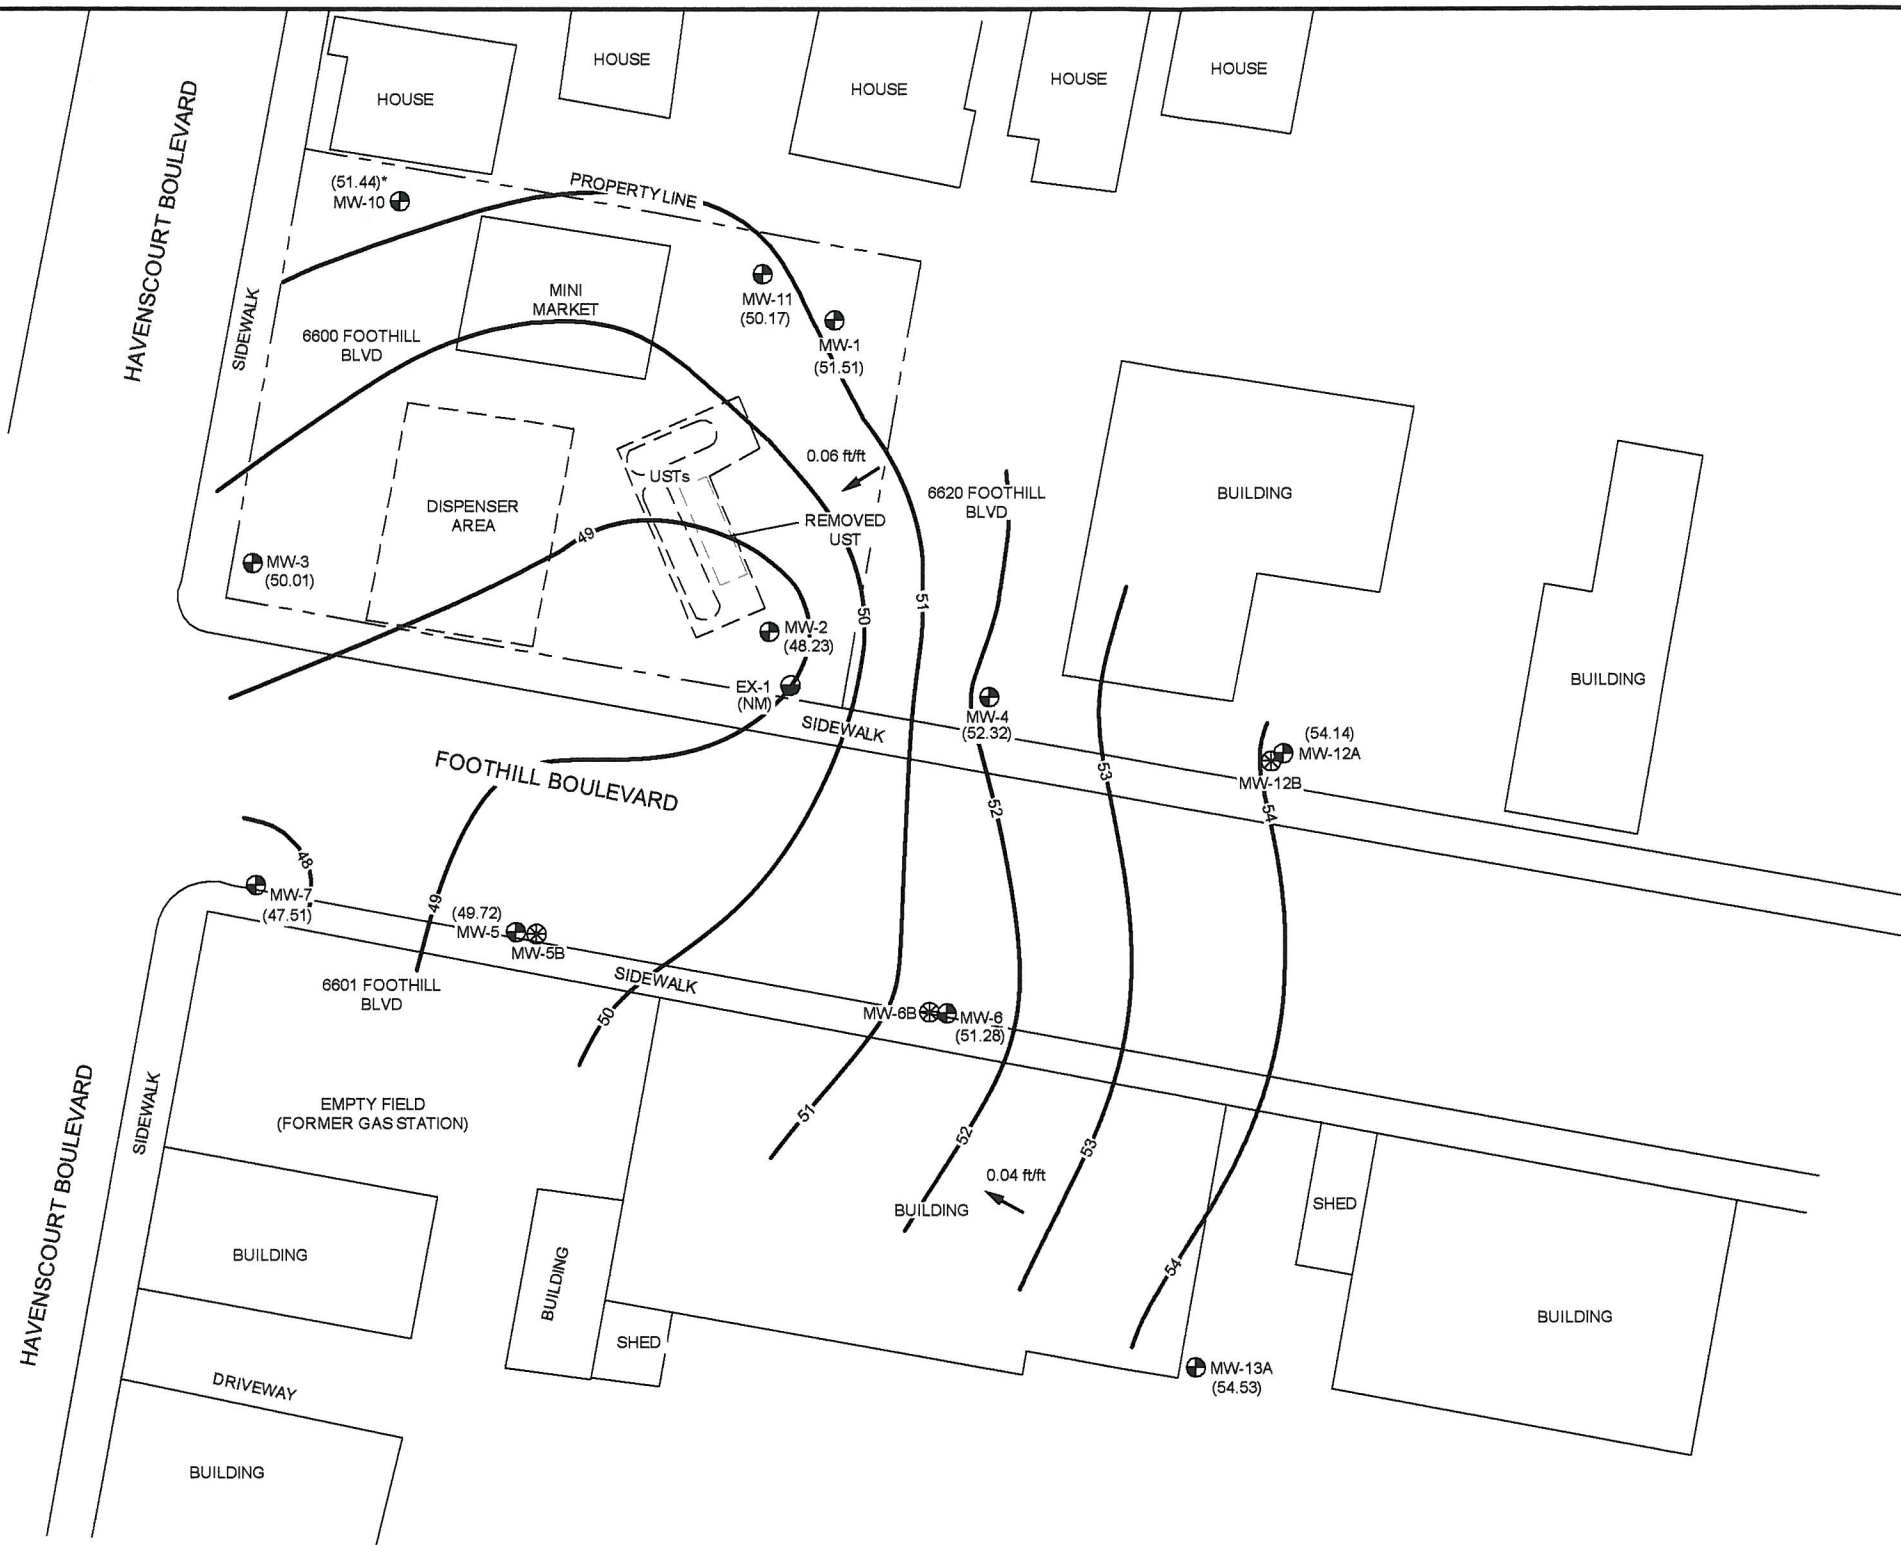 HOUSE
HOUSE
HOUSE
HOUSE
HOUSE
HAVENSCOURT BOULEVARD
SIDEWALK
(51.44)*
MW-10
PROPERTY LINE
MINI
MARKET
6600 FOOTHILL
BLVD
MW-11
(50.17)
MW-1
(51.51)
0.06 ft/ft
USTs
DISPENSER
AREA
REMOVED
UST
6620 FOOTHILL
BLVD
BUILDING
BUILDING
49
MW-3
(50.01)
50
51
MW-2
(48.23)
EX-1
(NM)
SIDEWALK
MW-4
(52.32)
(54.14)
MW-12A
MW-12B
FOOTHILL BOULEVARD
52
53
54
48
MW-7
(47.51)
49
(49.72)
MW-5
MW-5B
SIDEWALK
6601 FOOTHILL
BLVD
50
MW-6B
MW-6
(51.28)
51
52
53
54
EMPTY FIELD
(FORMER GAS STATION)
HAVENSCOURT BOULEVARD
SIDEWALK
0.04 ft/ft
BUILDING
SHED
BUILDING
BUILDING
BUILDING
SHED
MW-13A
(54.53)
DRIVEWAY
BUILDING